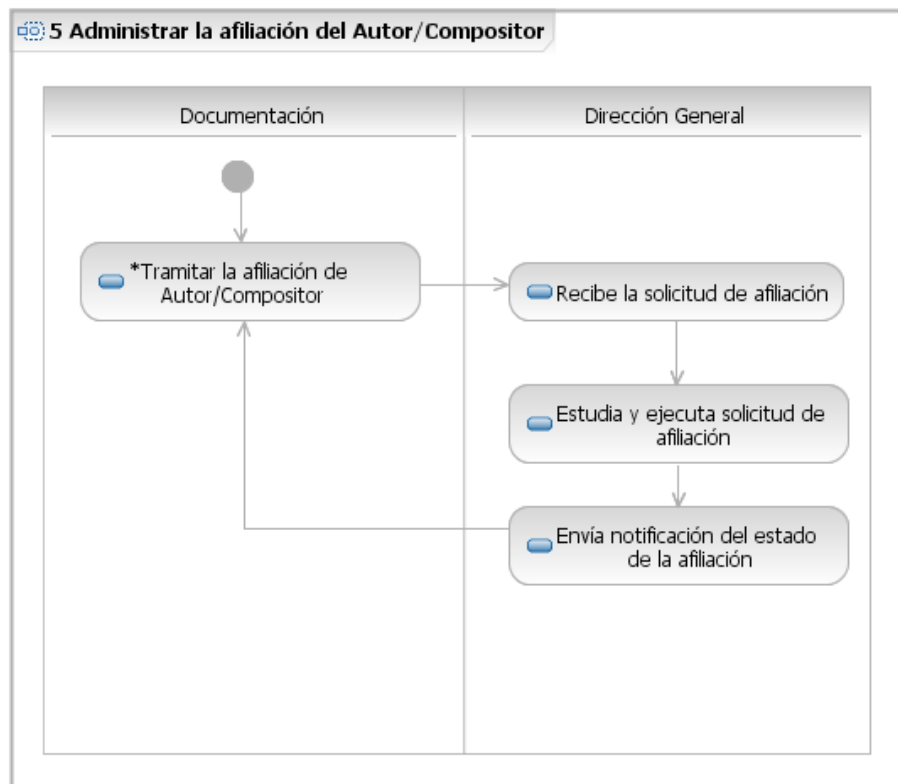 5 Administrar la afiliación del Autor/Compositor
Documentación
Dirección General
*Tramitar la afiliación de
Autor/Compositor
Recibe la solicitud de afiliación
Estudia y ejecuta solicitud de
afiliación
Envía notificación del estado
de la afiliación